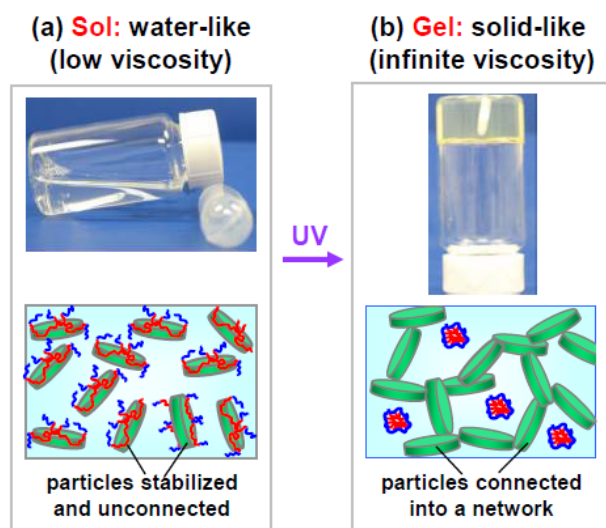 (a) Sol: water-like
(low viscosity)
(b) Gel: solid-like
(infinite viscosity)
UV
particles stabilized
and unconnected
particles connected
into a network